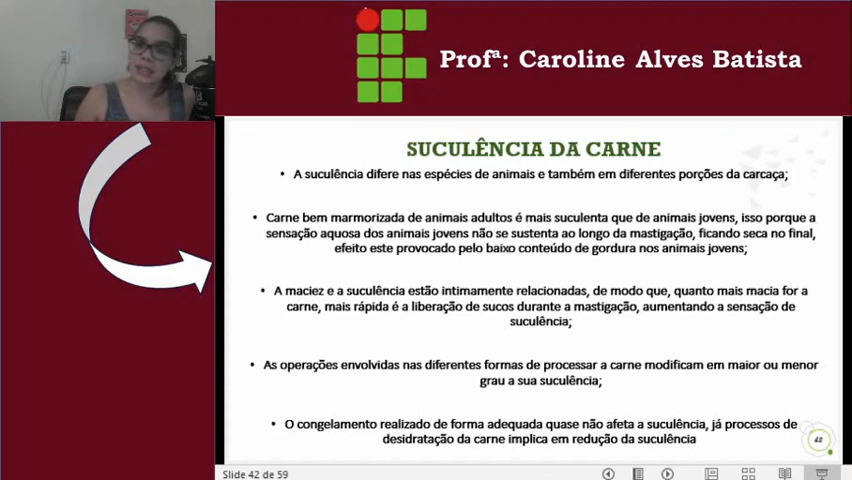 Profª: Caroline Alves Batista
SUCULÊNCIA DA CARNE
• A suculência difere nas espécies de animais e também em diferentes porções da carcaça;
• Carne bem marmorizada de animais adultos é mais suculenta que de animais jovens, isso porque a
sensação aquosa dos animais jovens não se sustenta ao longo da mastigação, ficando seca no final,
efeito este provocado pelo baixo conteúdo de gordura nos animais jovens;
• A maciez e a suculência estão intimamente relacionadas, de modo que, quanto mais macia for a
carne, mais rápida é a liberação de sucos durante a mastigação, aumentando a sensação de
suculência;
• As operações envolvidas nas diferentes formas de processar a carne modificam em maior ou menor
grau a sua suculência;
• O congelamento realizado de forma adequada quase não afeta a suculência, já processos de
desidratação da carne implica em redução da suculência
42
Slide 42 de 59